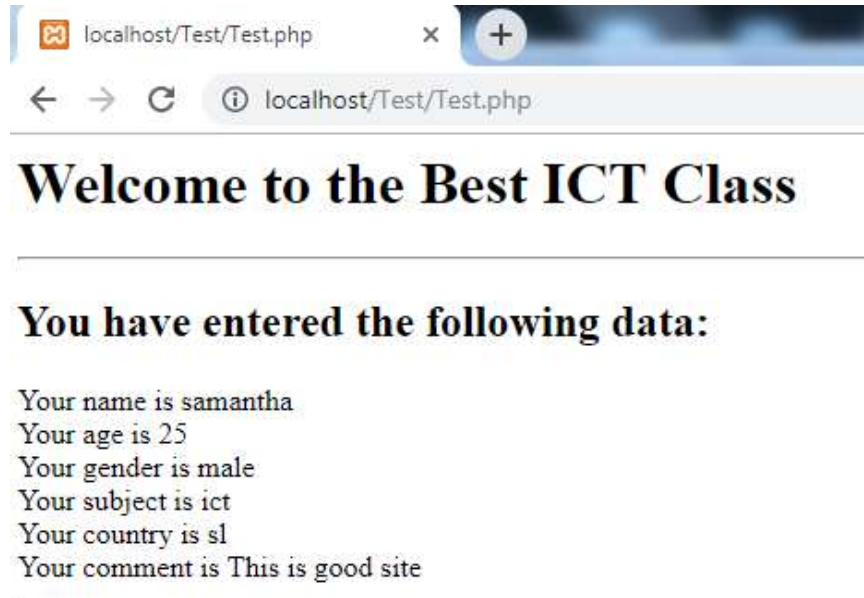 localhost/Test/Test.php
localhost/Test/Test.php
Welcome to the Best ICT Class
You have entered the following data:
Your name is samantha
Your age is 25
Your gender is male
Your subject is ict
Your country is sl
Your comment is This is good site